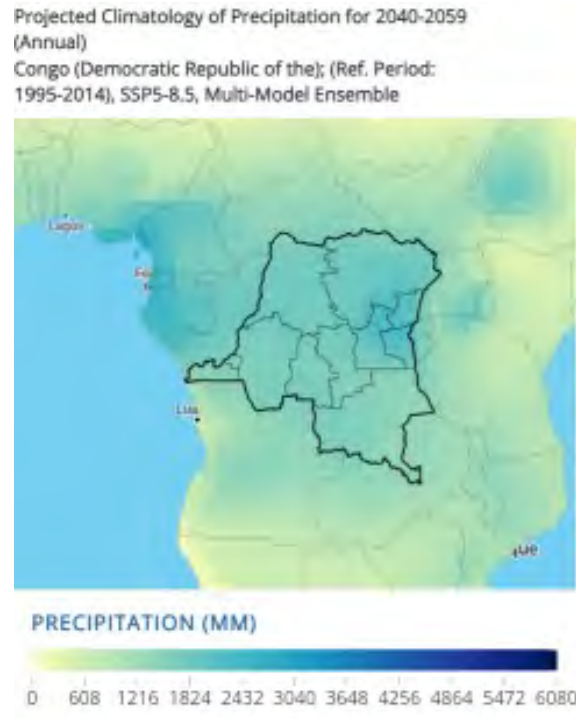 Projected Climatology of Precipitation for 2040-2059
(Annual)
Congo (Democratic Republic of the); (Ref. Period:
1995-2014), SSP5-8.5, Multi-Model Ensemble
Lagos
Lua
PRECIPITATION (MM)
0 608 1216 1824 2432 3040 3648 4256 4864 5472 6080